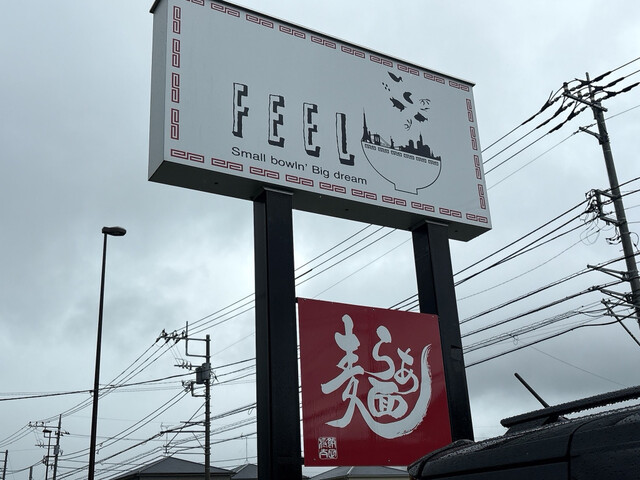 FEEL
Small bowln' Big dream
らぁ麺